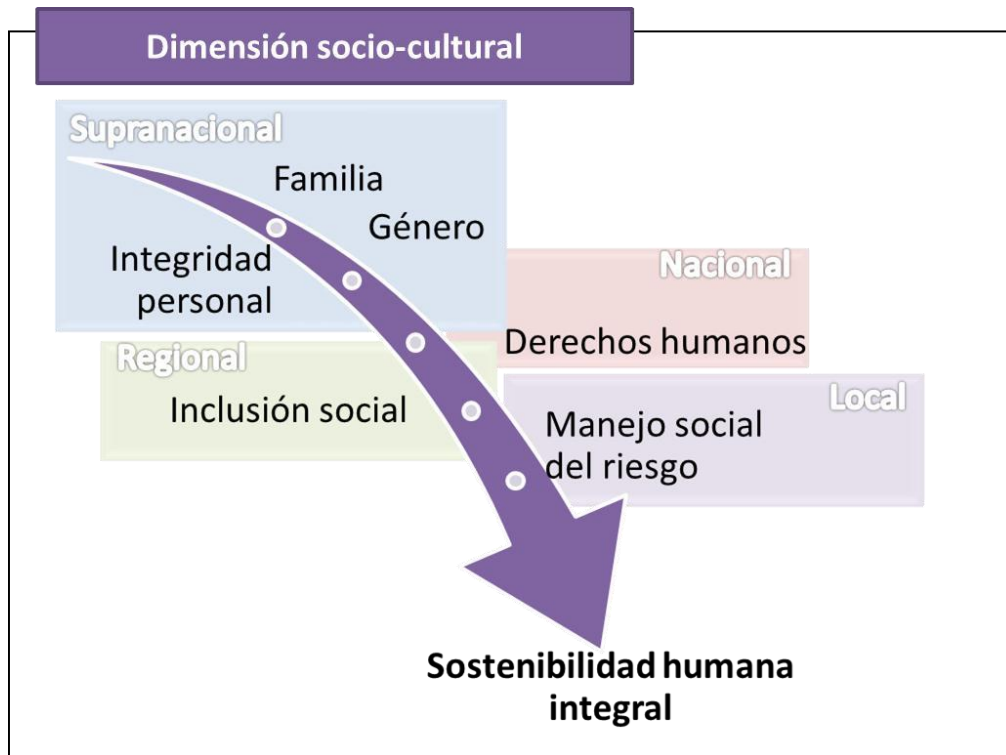 Dimensión socio-cultural
Supranacional
Familia
Género
Integridad
personal
Nacional
Derechos humanos
Regional
Inclusión social
Local
Manejo social
del riesgo
Sostenibilidad humana
integral